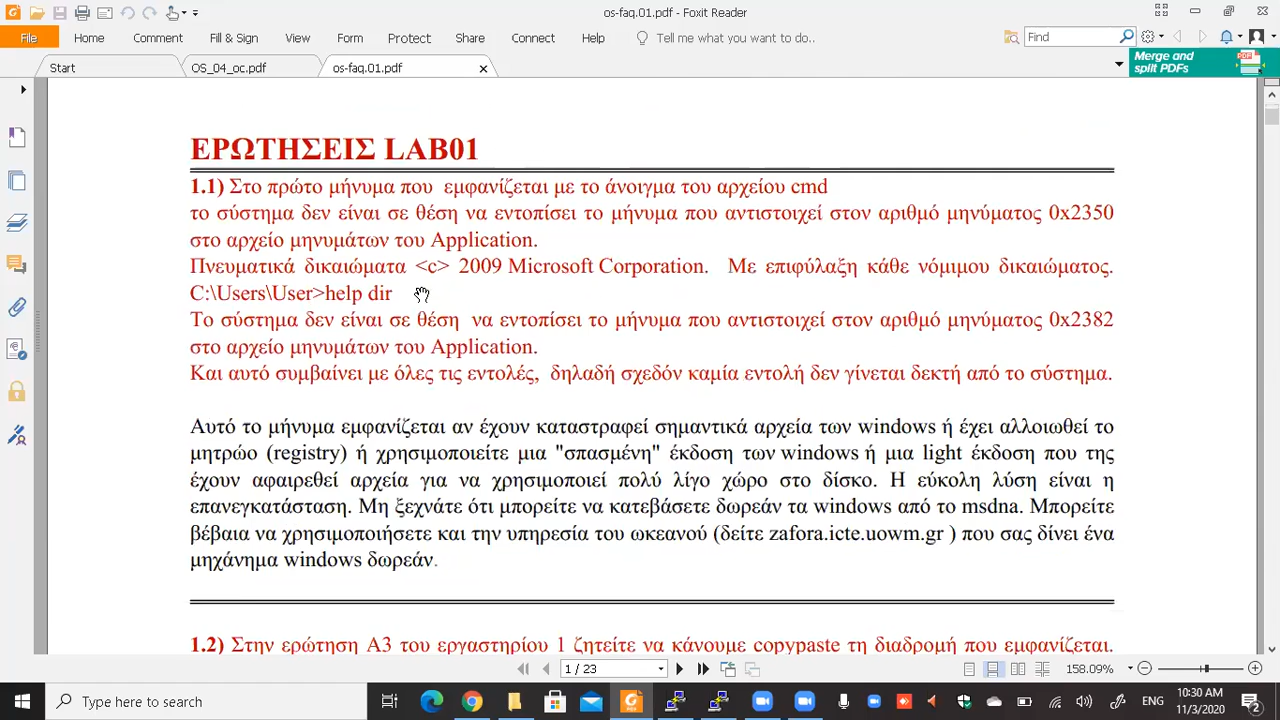 os-faq.01.pdf - Foxit Reader
File Home Comment Fill & Sign View Form Protect Share Connect Help Tell me what you want to do.. Find
Start OS_04_oc.pdf os-faq.01.pdf
Merge and
split PDFs
ΕΡΩΤΗΣΕΙΣ LAB01
1.1) Στο πρώτο μήνυμα που εμφανίζεται με το άνοιγμα του αρχείου cmd
το σύστημα δεν είναι σε θέση να εντοπίσει το μήνυμα που αντιστοιχεί στον αριθμό μηνύματος 0x2350
στο αρχείο μηνυμάτων του Application.
Πνευματικά δικαιώματα <c> 2009 Microsoft Corporation. Με επιφύλαξη κάθε νόμιμου δικαιώματος.
C:\Users\User>help dir
Το σύστημα δεν είναι σε θέση να εντοπίσει το μήνυμα που αντιστοιχεί στον αριθμό μηνύματος 0x2382
στο αρχείο μηνυμάτων του Application.
Και αυτό συμβαίνει με όλες τις εντολές, δηλαδή σχεδόν καμία εντολή δεν γίνεται δεκτή από το σύστημα.
Αυτό το μήνυμα εμφανίζεται αν έχουν καταστραφεί σημαντικά αρχεία των windows ή έχει αλλοιωθεί το
μητρώο (registry) ή χρησιμοποιείτε μια "σπασμένη" έκδοση των windows ή μια light έκδοση που της
έχουν αφαιρεθεί αρχεία για να χρησιμοποιεί πολύ λίγο χώρο στο δίσκο. Η εύκολη λύση είναι η
επανεγκατάσταση. Μη ξεχνάτε ότι μπορείτε να κατεβάσετε δωρεάν τα windows από το msdna. Μπορείτε
βέβαια να χρησιμοποιήσετε και την υπηρεσία του ωκεανού (δείτε zafora.icte.uowm.gr ) που σας δίνει ένα
μηχάνημα windows δωρεάν.
1.2) Στην ερώτηση Α3 του εργαστηρίου 1 ζητείτε να κάνουμε copypaste τη διαδρομή που εμφανίζεται.
1 / 23 158.09%
Type here to search ENG 10:30 AM
11/3/2020 2